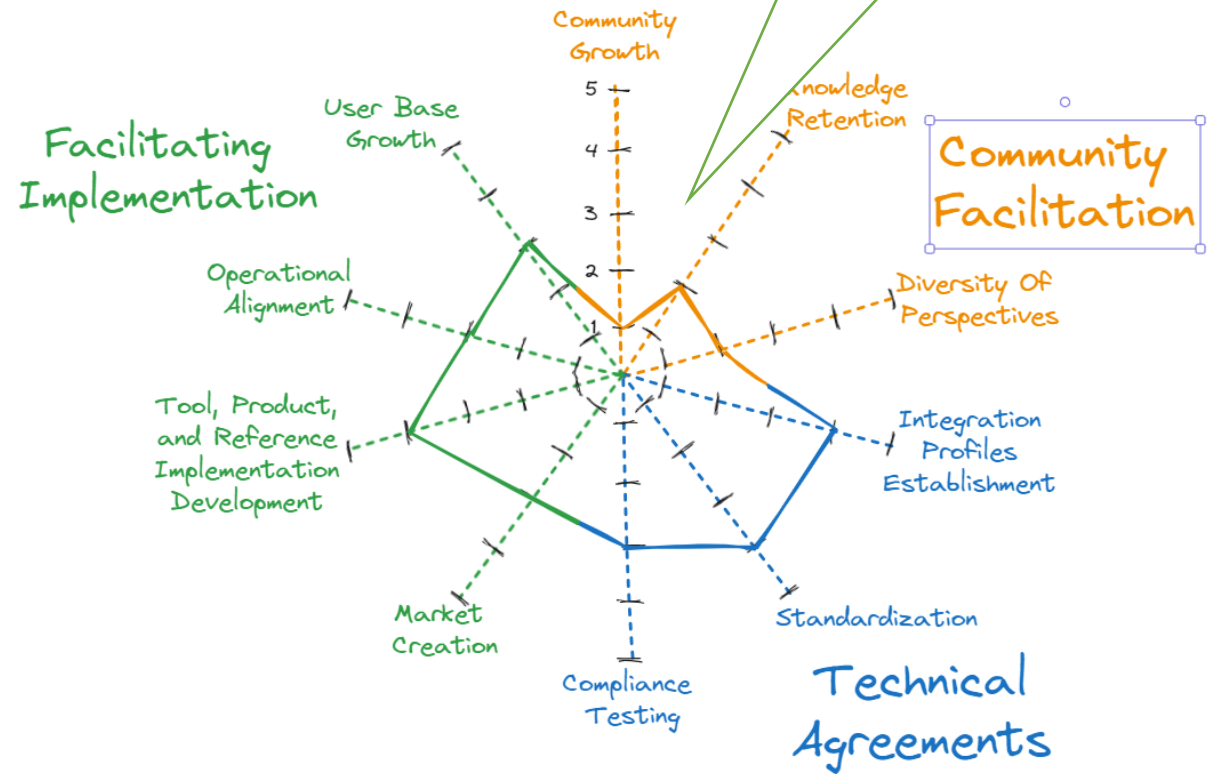 Community
Growth
5
4
3
2
1
nowledge
Retention
Community
Facilitation
Diversity Of
Perspectives
Integration
Profiles
Establishment
Standardization
Technical
Agreements
Compliance
Testing
Market
Creation
Tool, Product,
and Reference
Implementation
Development
Operational
Alignment
User Base
Growth
Facilitating
Implementation